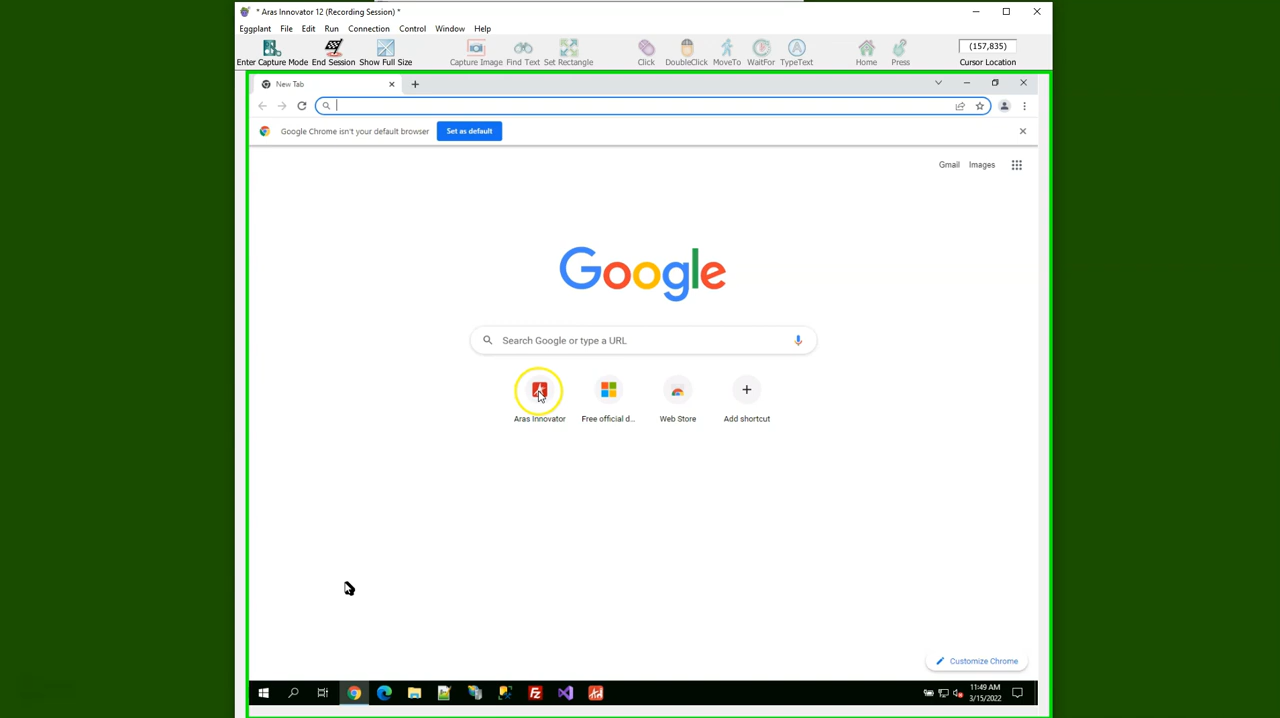 * Aras Innovator 12 (Recording Session) *
Eggplant File Edit Run Connection Control Window Help
Enter Capture Mode End Session Show Full Size Capture Image Find Text Set Rectangle Click DoubleClick MoveTo WaitFor TypeText Home Press
(157,835)
Cursor Location
New Tab
Google Chrome isn't your default browser Set as default
Gmail Images
Google
Search Google or type a URL
Aras Innovator Free official d... Web Store Add shortcut
Customize Chrome
11:49 AM
3/15/2022